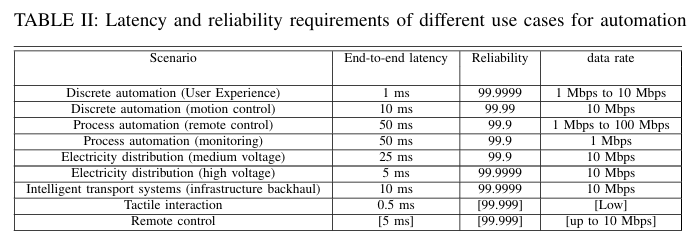 TABLE II: Latency and reliability requirements of different use cases for automation
Scenario End-to-end latency Reliability data rate
Discrete automation (User Experience) 1 ms 99.9999 1 Mbps to 10 Mbps
Discrete automation (motion control) 10 ms 99.99 10 Mbps
Process automation (remote control) 50 ms 99.9 1 Mbps to 100 Mbps
Process automation (monitoring) 50 ms 99.9 1 Mbps
Electricity distribution (medium voltage) 25 ms 99.9 10 Mbps
Electricity distribution (high voltage) 5 ms 99.9999 10 Mbps
Intelligent transport systems (infrastructure backhaul) 10 ms 99.9999 10 Mbps
Tactile interaction 0.5 ms [99.999] [Low]
Remote control [5 ms] [99.999] [up to 10 Mbps]